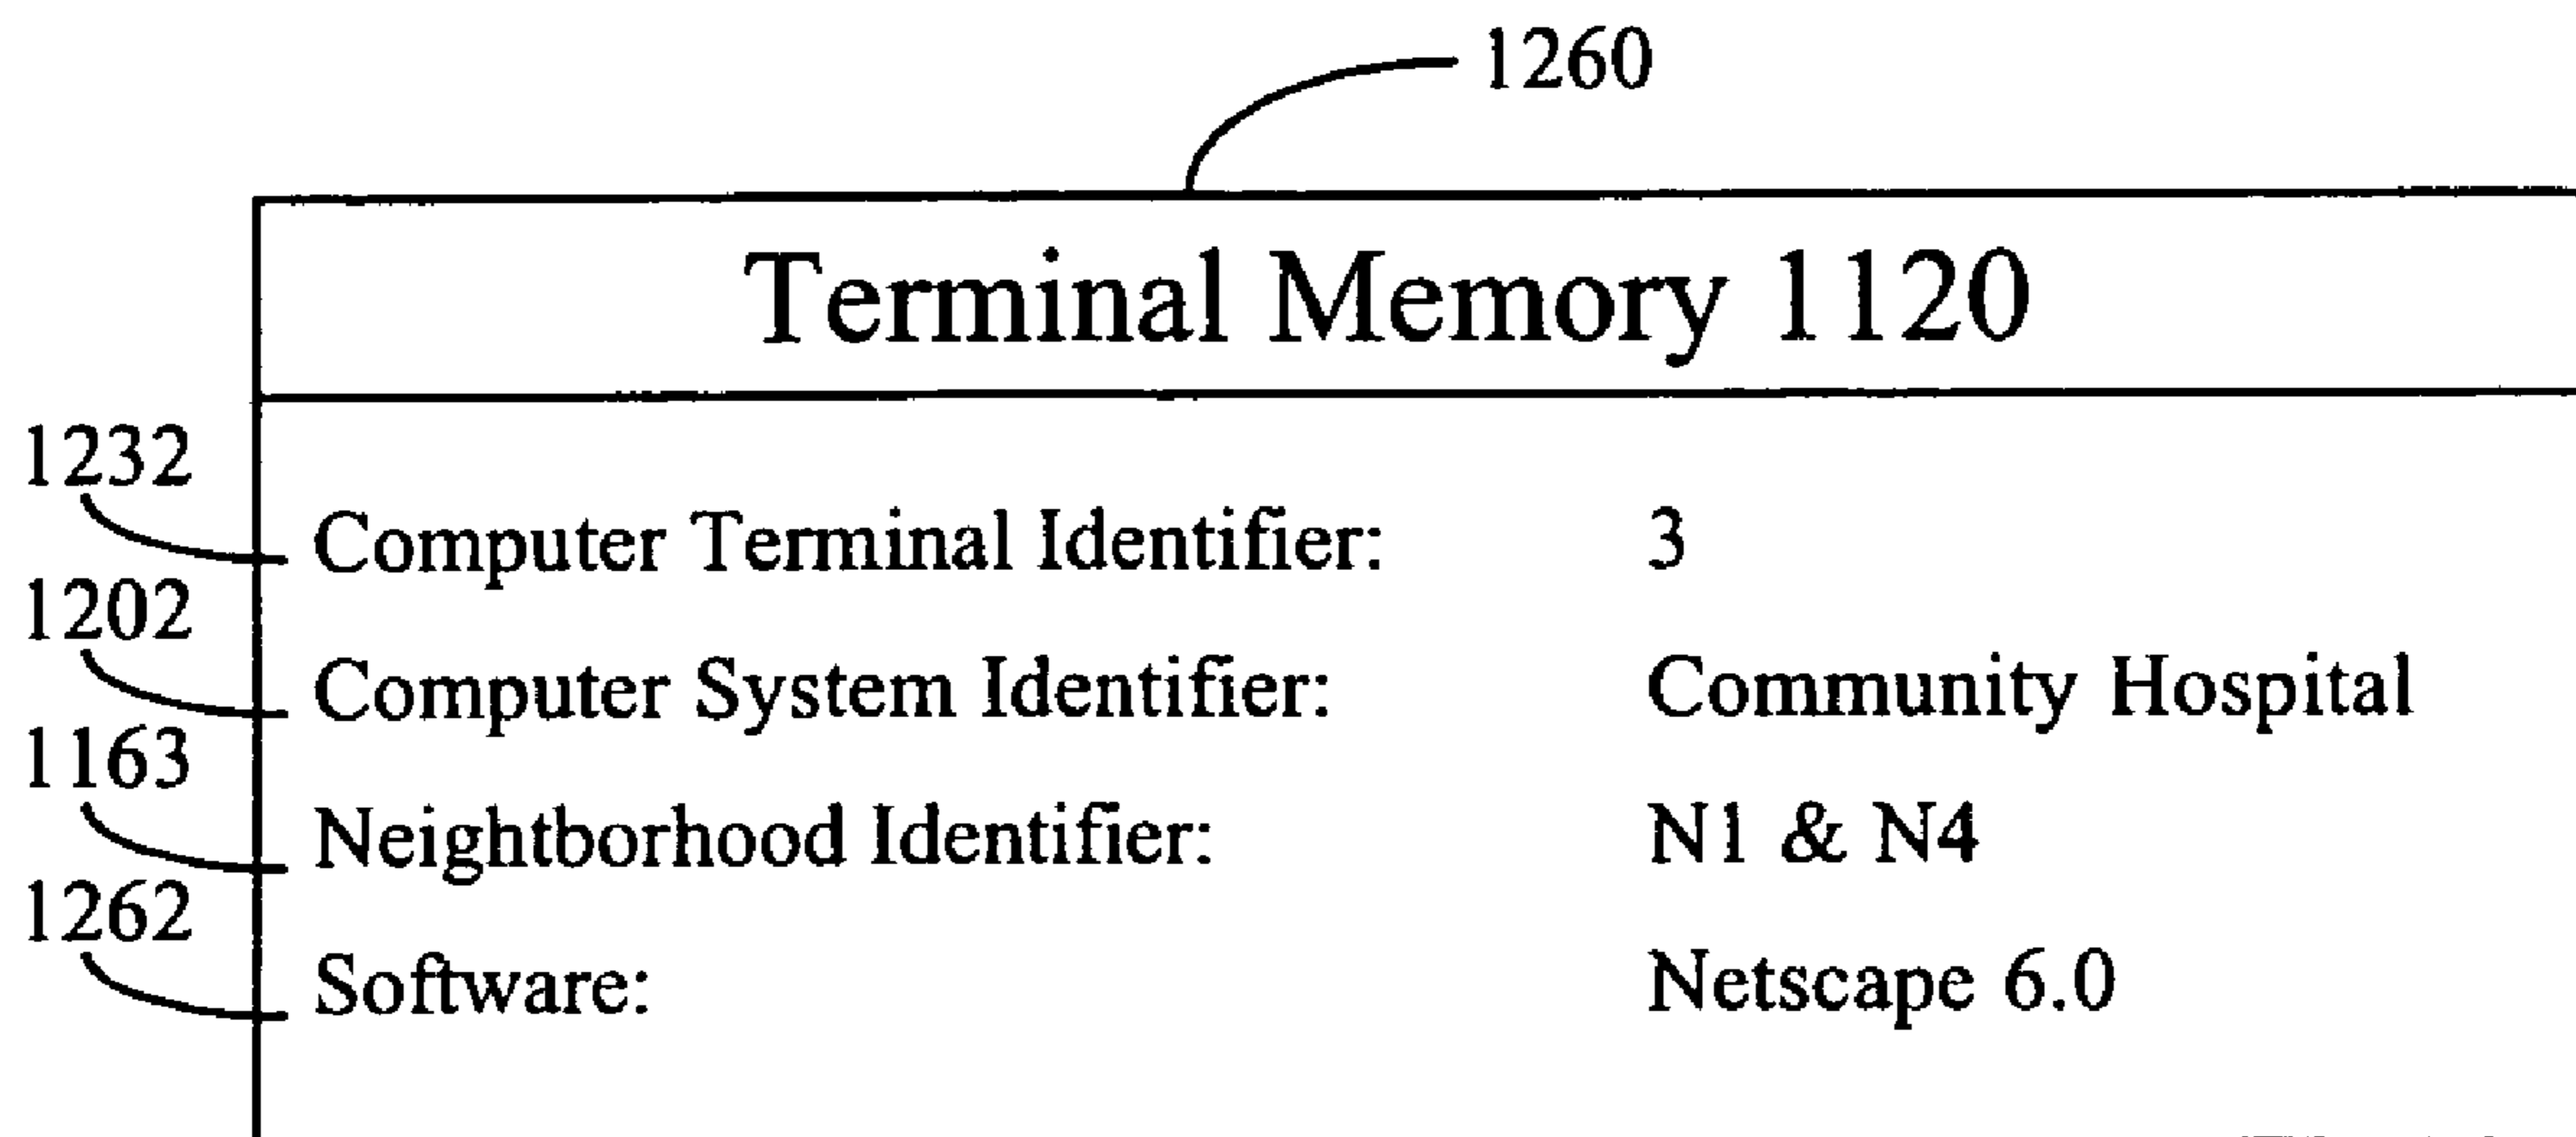 1260
Terminal Memory 1120
1232
Computer Terminal Identifier: 3
1202
Computer System Identifier: Community Hospital
1163
Neightborhood Identifier: N1 & N4
1262
Software: Netscape 6.0